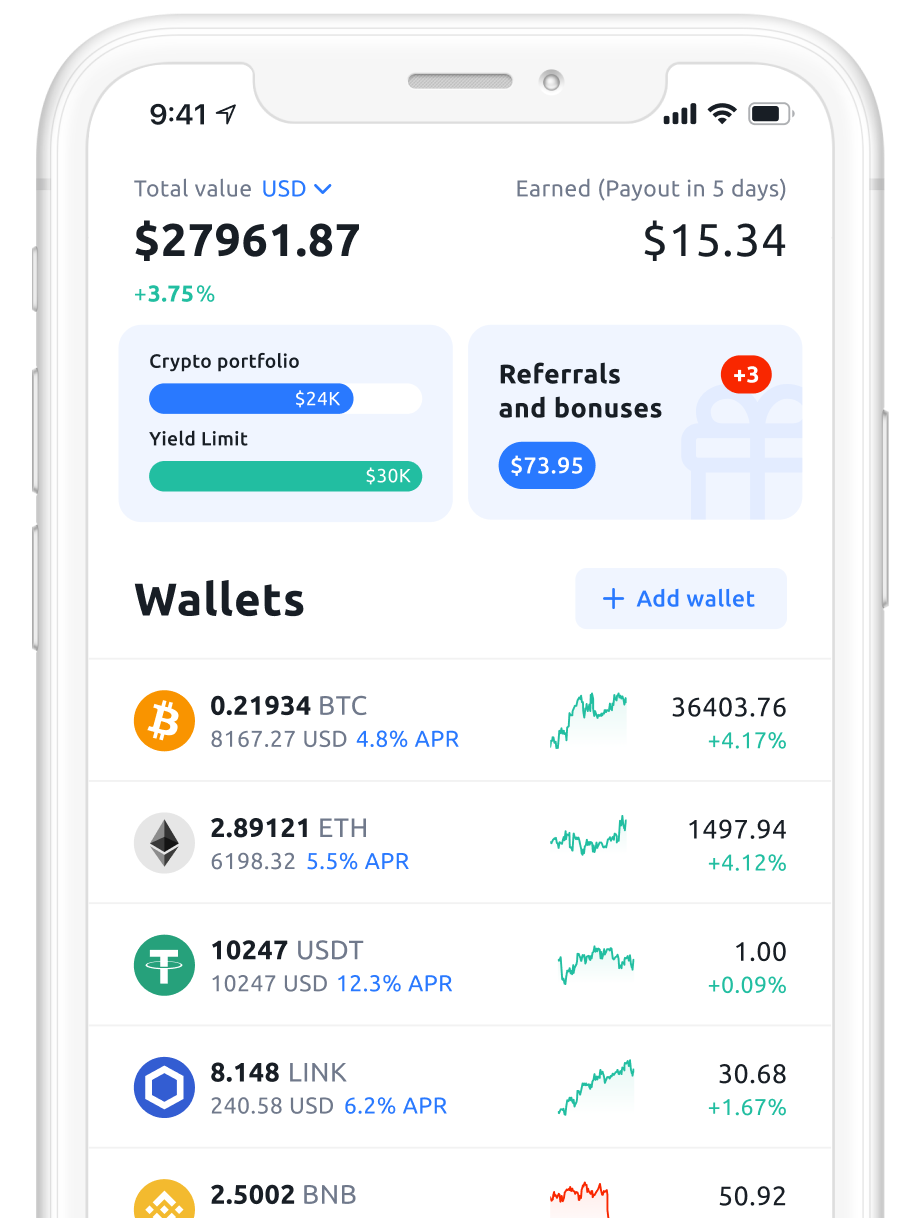 9:41
Total value USD
Earned (Payout in 5 days)
$27961.87
$15.34
+3.75%
Crypto portfolio
$24K
Yield Limit
$30K
Referrals
and bonuses
+3
$73.95
Wallets
+ Add wallet
0.21934 BTC
8167.27 USD 4.8% APR
36403.76
+4.17%
2.89121 ETH
6198.32 5.5% APR
1497.94
+4.12%
10247 USDT
10247 USD 12.3% APR
1.00
+0.09%
8.148 LINK
240.58 USD 6.2% APR
30.68
+1.67%
2.5002 BNB
50.92